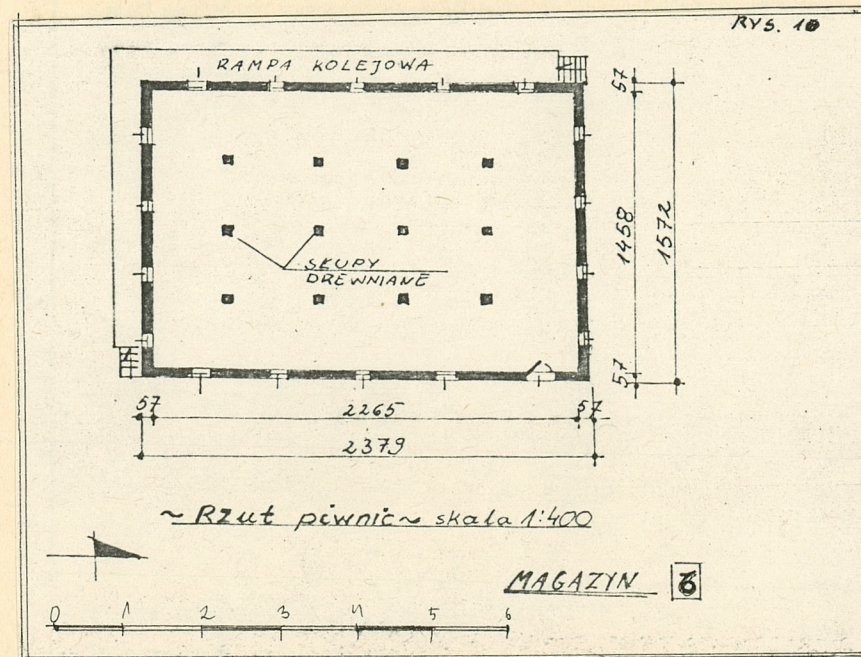 RYS. 10
RAMPA KOLEJOWA
57
1458
1572
57
SŁUPY
DREWNIANE
57
2265
57
2379
~ Rzut piwnic ~ skala 1:400
MAGAZYN
0 1 2 3 4 5 6